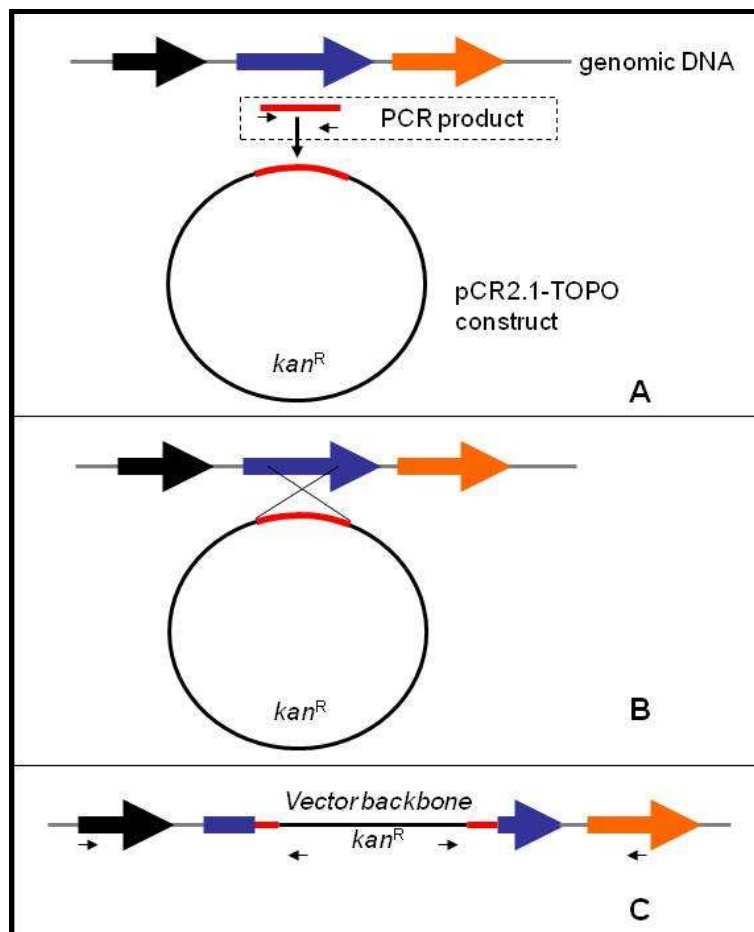 genomic DNA
PCR product
pCR2.1-TOPO
construct
kanᴿ
A
kanᴿ
B
Vector backbone
kanᴿ
C